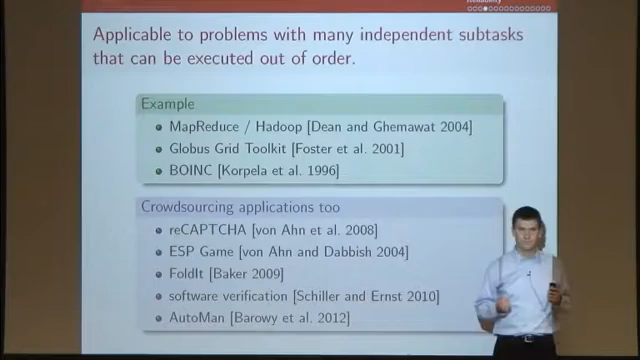 Reliability
Applicable to problems with many independent subtasks
that can be executed out of order.
Example
MapReduce / Hadoop [Dean and Ghemawat 2004]
Globus Grid Toolkit [Foster et al. 2001]
BOINC [Korpela et al. 1996]
Crowdsourcing applications too
reCAPTCHA [von Ahn et al. 2008]
ESP Game [von Ahn and Dabbish 2004]
FoldIt [Baker 2009]
software verification [Schiller and Ernst 2010]
AutoMan [Barowy et al. 2012]